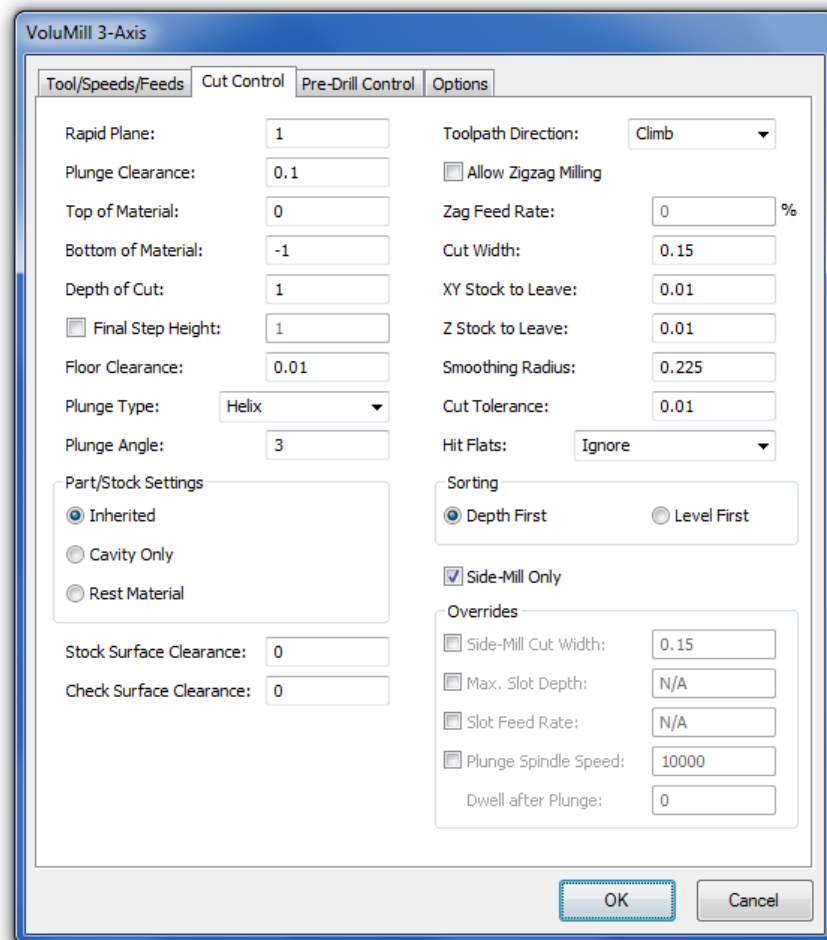 VoluMill 3-Axis
Tool/Speeds/Feeds Cut Control Pre-Drill Control Options
Rapid Plane: 1
Plunge Clearance: 0.1
Top of Material: 0
Bottom of Material: -1
Depth of Cut: 1
Final Step Height: 1
Floor Clearance: 0.01
Plunge Type: Helix
Plunge Angle: 3
Part/Stock Settings
Inherited
Cavity Only
Rest Material
Stock Surface Clearance: 0
Check Surface Clearance: 0
Toolpath Direction: Climb
Allow Zigzag Milling
Zag Feed Rate: 0 %
Cut Width: 0.15
XY Stock to Leave: 0.01
Z Stock to Leave: 0.01
Smoothing Radius: 0.225
Cut Tolerance: 0.01
Hit Flats: Ignore
Sorting
Depth First Level First
Side-Mill Only
Overrides
Side-Mill Cut Width: 0.15
Max. Slot Depth: N/A
Slot Feed Rate: N/A
Plunge Spindle Speed: 10000
Dwell after Plunge: 0
OK Cancel